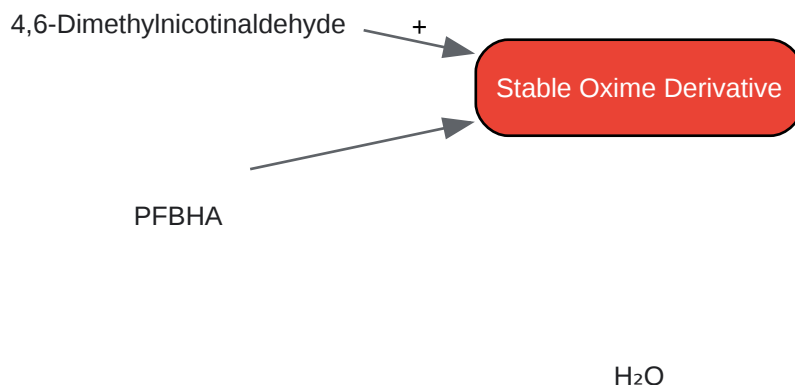 4,6-Dimethylnicotinaldehyde
+
Stable Oxime Derivative
PFBHA
H₂O